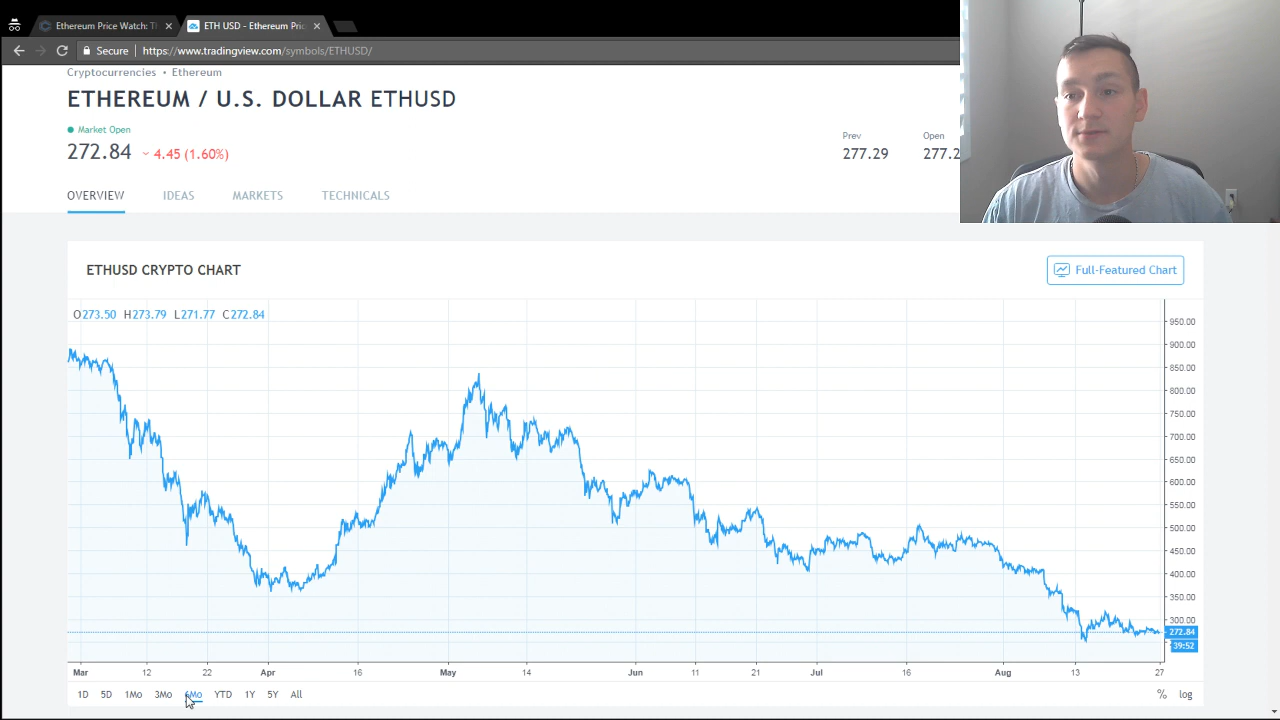 Ethereum Price Watch: T
ETH USD - Ethereum Pric
Secure
https://www.tradingview.com/symbols/ETHUSD/
Cryptocurrencies • Ethereum
ETHEREUM / U.S. DOLLAR ETHUSD
Market Open
272.84 4.45 (1.60%)
Prev Open
277.29 277.2
OVERVIEW IDEAS MARKETS TECHNICALS
ETHUSD CRYPTO CHART
Full-Featured Chart
O273.50 H273.79 L271.77 C272.84
950.00
900.00
850.00
800.00
750.00
700.00
650.00
600.00
550.00
500.00
450.00
400.00
350.00
300.00
272.84
39:52
Mar 12 22 Apr 16 May 14 Jun 11 21 Jul 16 Aug 13 27
1D 5D 1Mo 3Mo 6Mo YTD 1Y 5Y All % log